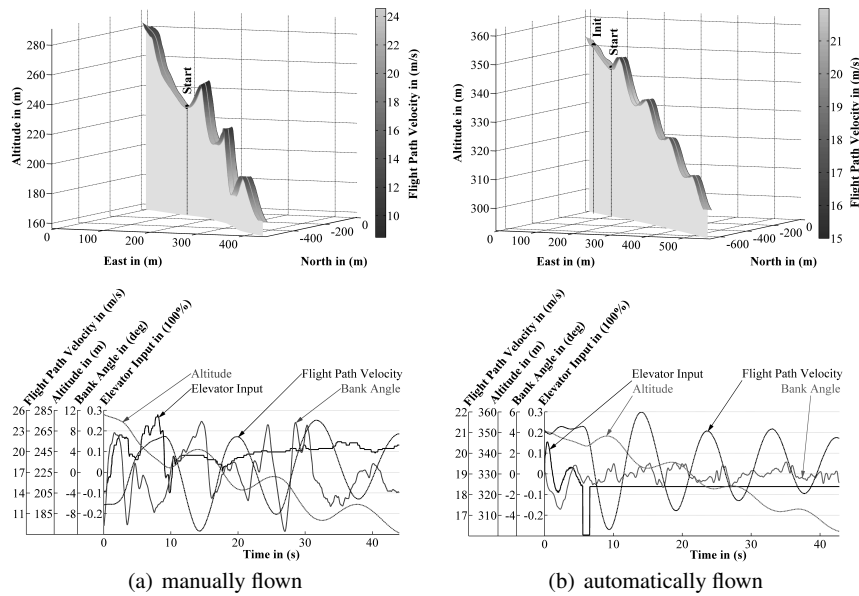 280
260
240
220
200
180
160
Altitude in (m)
0
100
200
300
400
East in (m)
-400
-200
0
North in (m)
Start
24
22
20
18
16
14
12
10
Flight Path Velocity in (m/s)
360
350
340
330
320
310
300
Altitude in (m)
0
100
200
300
400
500
East in (m)
-600
-400
-200
0
North in (m)
Init
Start
21
20
19
18
17
16
15
Flight Path Velocity in (m/s)
Flight Path Velocity in (m/s)
Altitude in (m)
Bank Angle in (deg)
Elevator Input in (100%)
Altitude
Elevator Input
Flight Path Velocity
Bank Angle
26 285 12 0.3
23 265 8 0.2
20 245 4 0.1
17 225 0 0
14 205 -4 -0.1
11 185 -8 -0.2
0 10 20 30 40
Time in (s)
Flight Path Velocity in (m/s)
Altitude in (m)
Bank Angle in (deg)
Elevator Input in (100%)
Elevator Input
Altitude
Flight Path Velocity
Bank Angle
22 360 6 0.3
21 350 4 0.2
20 340 2 0.1
19 330 0 0
18 320 -2 -0.1
17 310 -4 -0.2
0 10 20 30 40
Time in (s)
(a) manually flown
(b) automatically flown